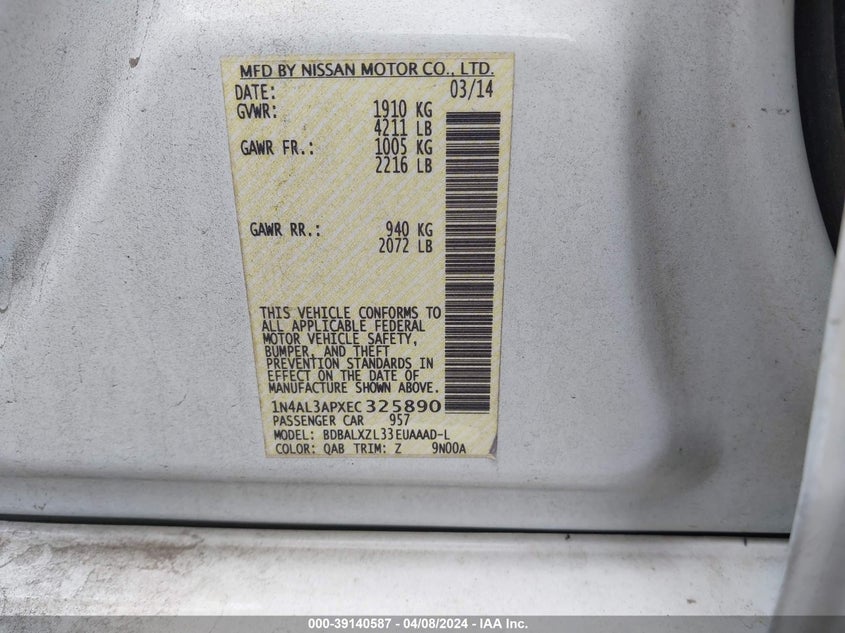 MFD BY NISSAN MOTOR CO., LTD.
DATE: 03/14
GVWR: 1910 KG
4211 LB
GAWR FR.: 1005 KG
2216 LB
GAWR RR.: 940 KG
2072 LB
THIS VEHICLE CONFORMS TO
ALL APPLICABLE FEDERAL
MOTOR VEHICLE SAFETY,
BUMPER, AND THEFT
PREVENTION STANDARDS IN
EFFECT ON THE DATE OF
MANUFACTURE SHOWN ABOVE.
1N4AL3APXEC325890
PASSENGER CAR 957
MODEL: BDBALXZL33EUAAAD-L
COLOR: QAB TRIM: Z 9N00A
000-39140587 - 04/08/2024 - IAA Inc.